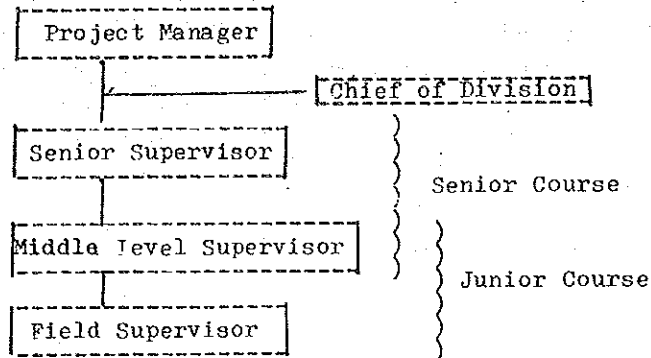 Project Manager
Chief of Division
Senior Supervisor
Senior Course
Middle Level Supervisor
Junior Course
Field Supervisor